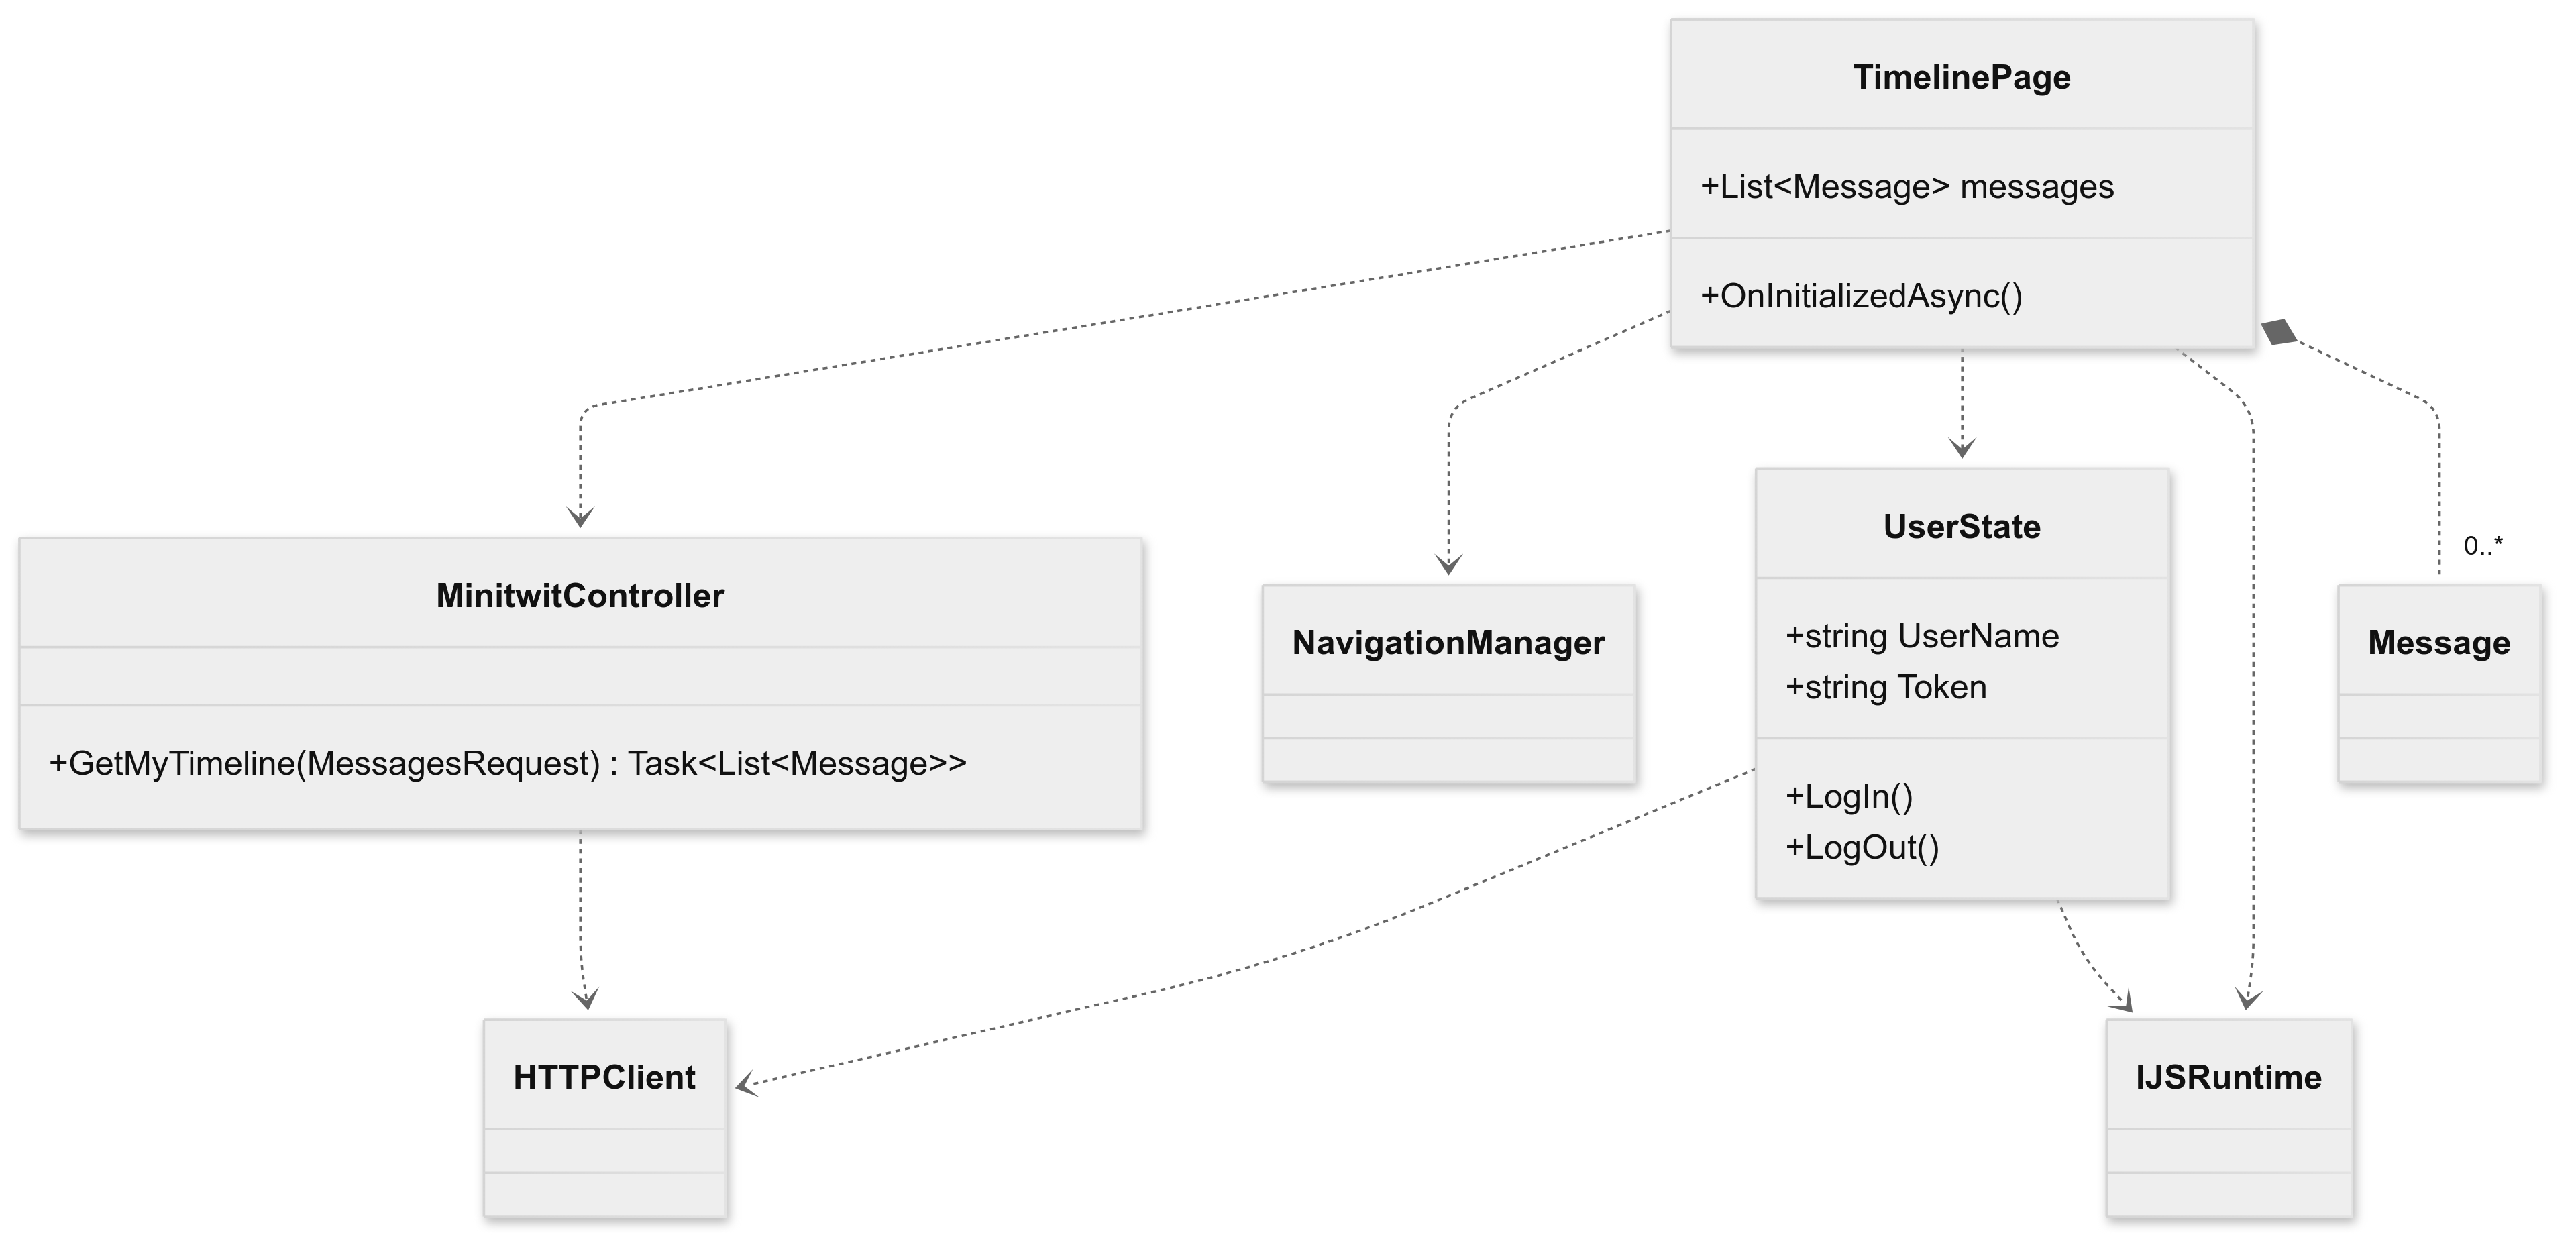 TimelinePage
+List<Message> messages
+OnInitializedAsync()
MinitwitController
+GetMyTimeline(MessagesRequest) : Task<List<Message>>
NavigationManager
UserState
+string UserName
+string Token
+LogIn()
+LogOut()
0..*
Message
HTTPClient
IJSRuntime